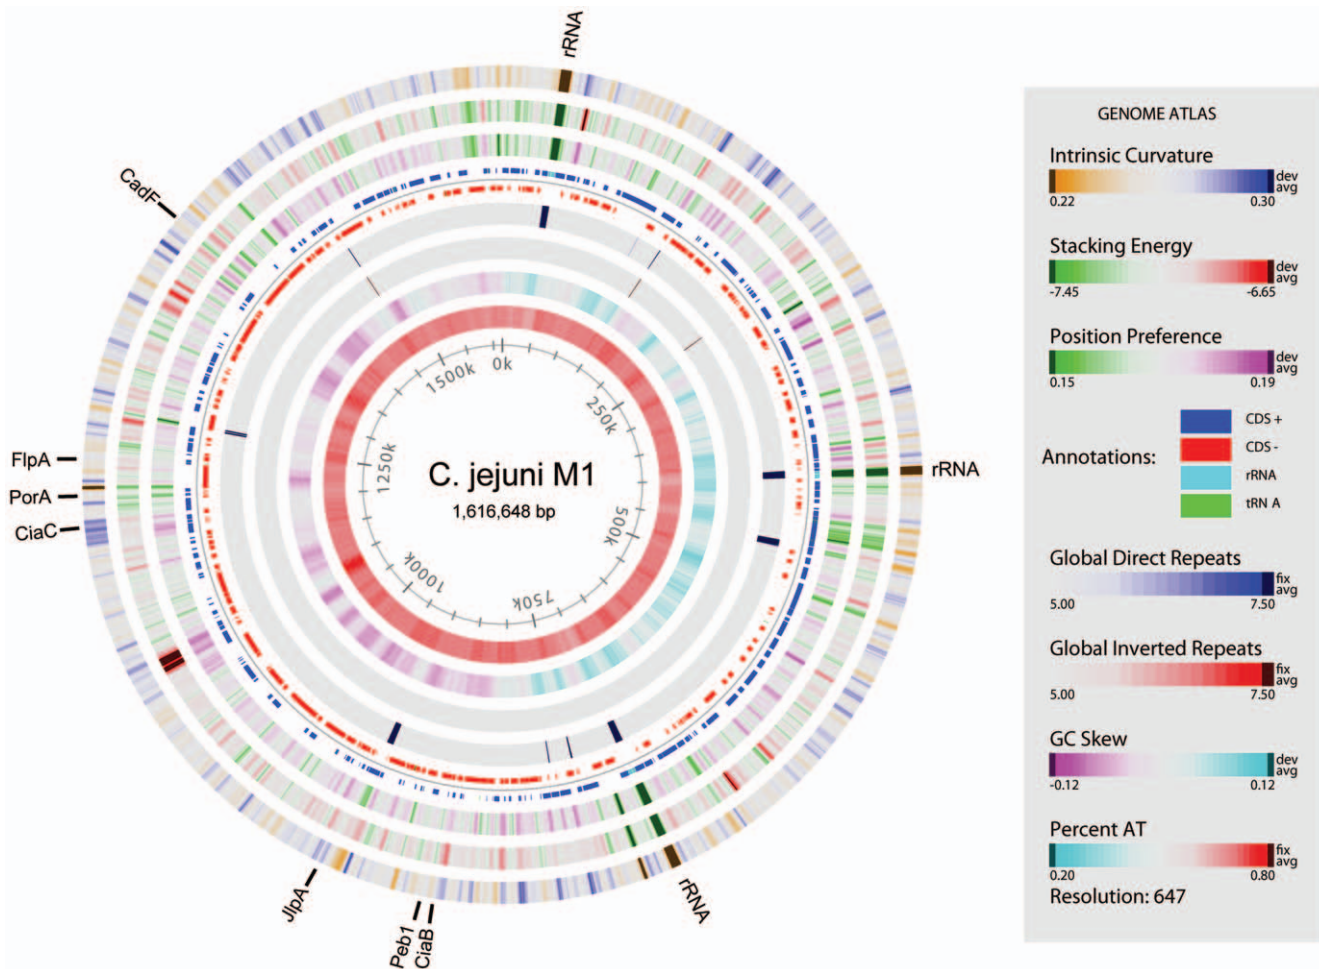 rRNA
CadF
FlpA
PorA
CiaC
JlpA
Peb1
CiaB
rRNA
rRNA
0k
250k
500k
750k
1000k
1250k
1500k
C. jejuni M1
1,616,648 bp
GENOME ATLAS
Intrinsic Curvature
dev
avg
0.22 0.30
Stacking Energy
dev
avg
-7.45 -6.65
Position Preference
dev
avg
0.15 0.19
Annotations:
CDS +
CDS -
rRNA
tRN A
Global Direct Repeats
fix
avg
5.00 7.50
Global Inverted Repeats
fix
avg
5.00 7.50
GC Skew
dev
avg
-0.12 0.12
Percent AT
fix
avg
0.20 0.80
Resolution: 647